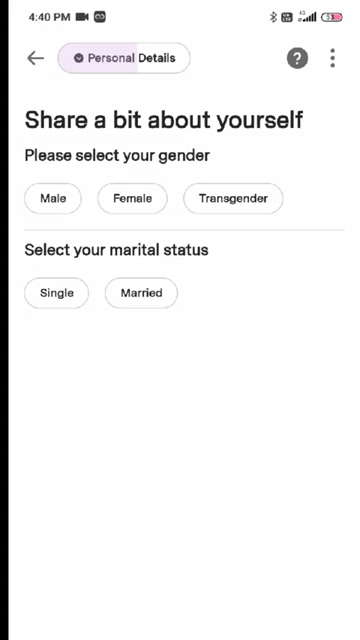 4:40 PM
Personal Details
?
Share a bit about yourself
Please select your gender
Male Female Transgender
Select your marital status
Single Married